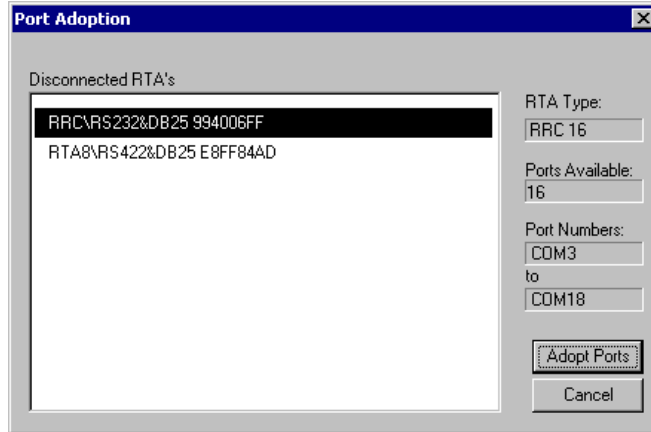 Port Adoption
Disconnected RTA's
RRC\RS232&DB25 994006FF
RTA8\RS422&DB25 E8FF84AD
RTA Type:
RRC 16
Ports Available:
16
Port Numbers:
COM3
to
COM18
Adopt Ports
Cancel